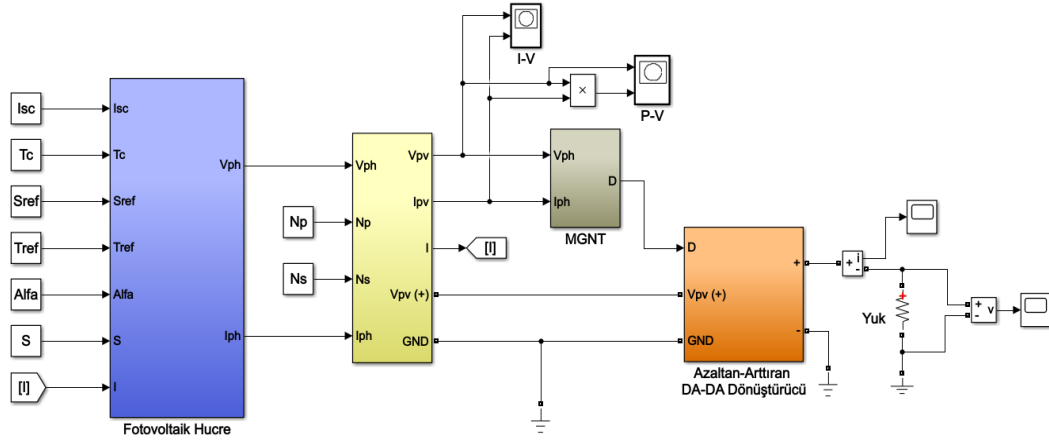 I-V
×
P-V
Isc
Tc
Sref
Tref
Alfa
S
[I]
Isc
Tc
Sref
Tref
Alfa
S
I
Vph
Iph
Fotovoltaik Hucre
Np
Ns
Vph
Np
Ns
Iph
Vpv
Ipv
I
Vpv (+)
GND
[I]
Vph
Iph
D
MGNT
D
Vpv (+)
GND
+
-
Azaltan-Arttıran
DA-DA Dönüştürücü
+
-
i
+
Yuk
+
-
v